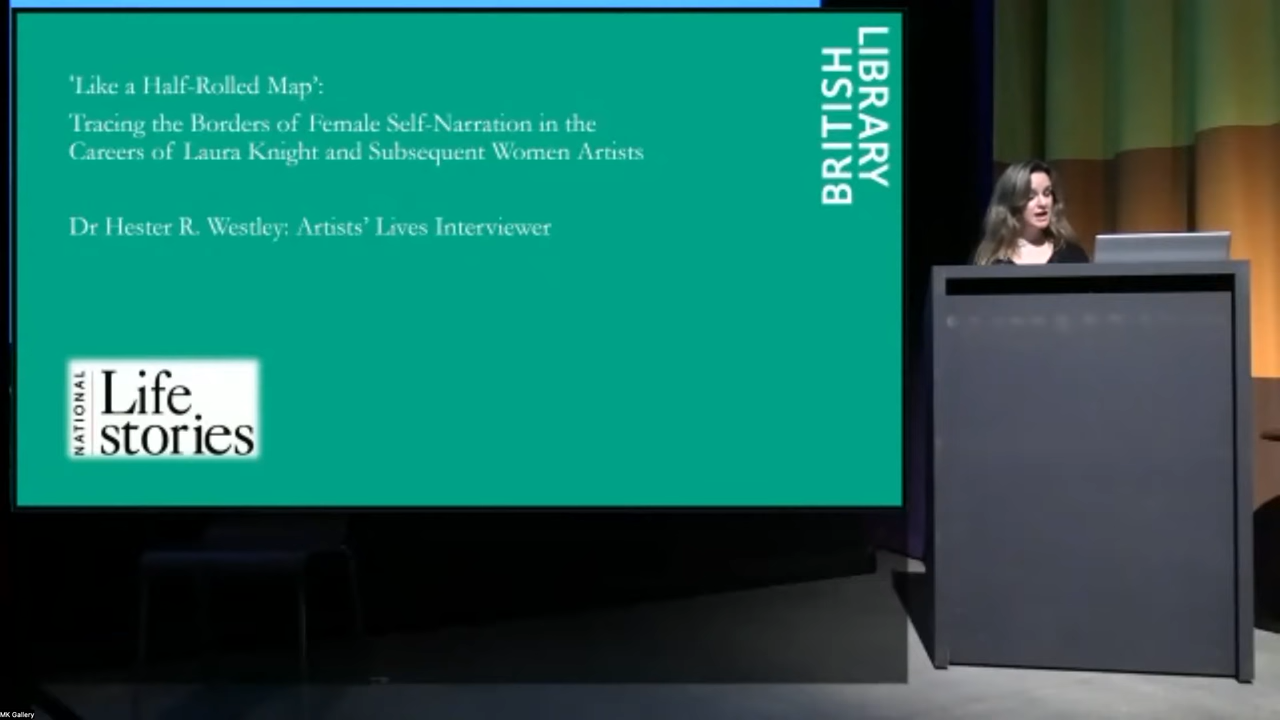 'Like a Half-Rolled Map':
Tracing the Borders of Female Self-Narration in the
Careers of Laura Knight and Subsequent Women Artists
Dr Hester R. Westley: Artists' Lives Interviewer
BRITISH
LIBRARY
NATIONAL
Life
stories
MK Gallery